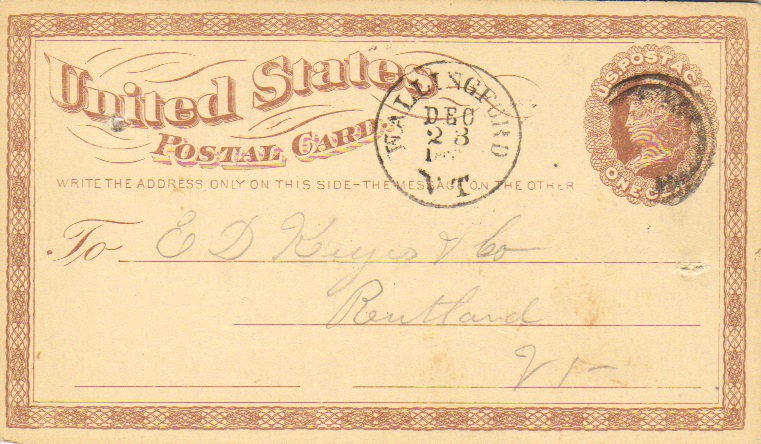 United States
POSTAL CARD.
WRITE THE ADDRESS ONLY ON THIS SIDE-THE MESSAGE ON THE OTHER
WALLINGFORD
DEC
23
VT
U.S. POSTAGE
ONE CENT
To E D Keyes & Co
Rutland
Vt